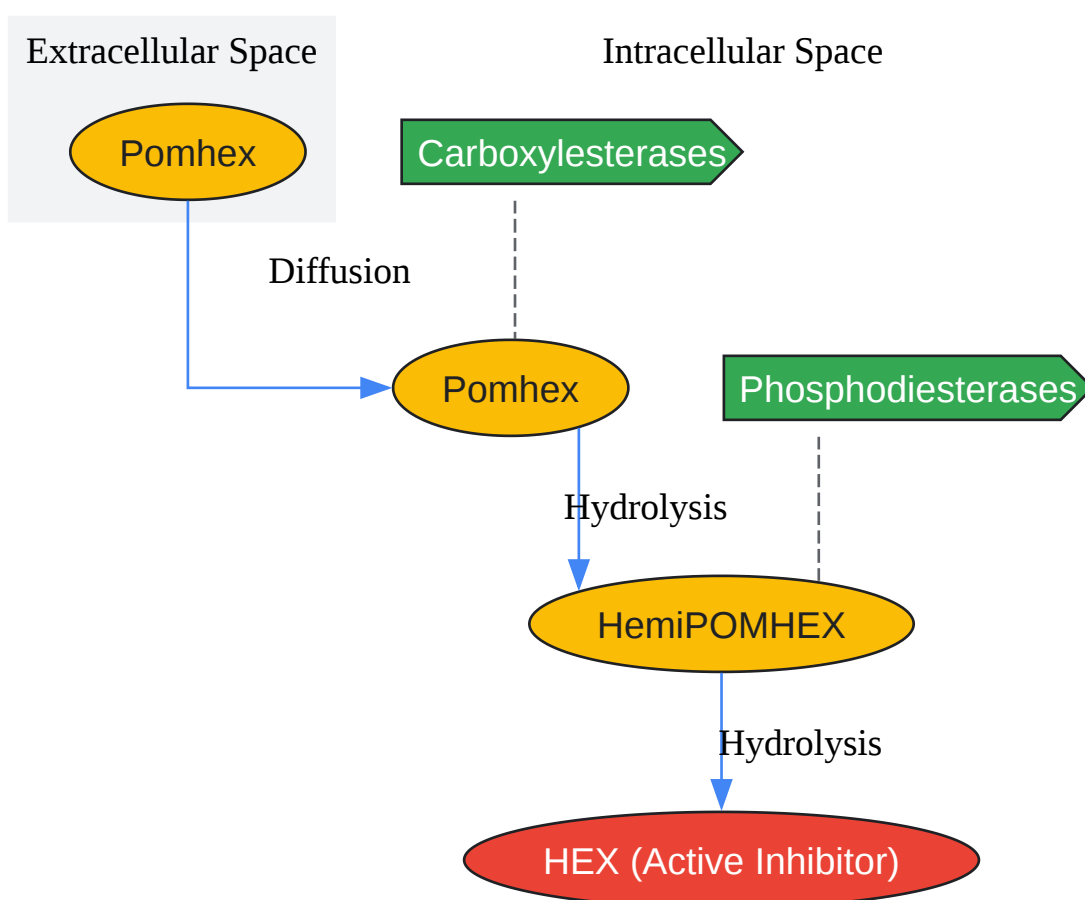 Extracellular Space
Intracellular Space
Pomhex
Carboxylesterases
Diffusion
Pomhex
Phosphodiesterases
Hydrolysis
HemiPOMHEX
Hydrolysis
HEX (Active Inhibitor)